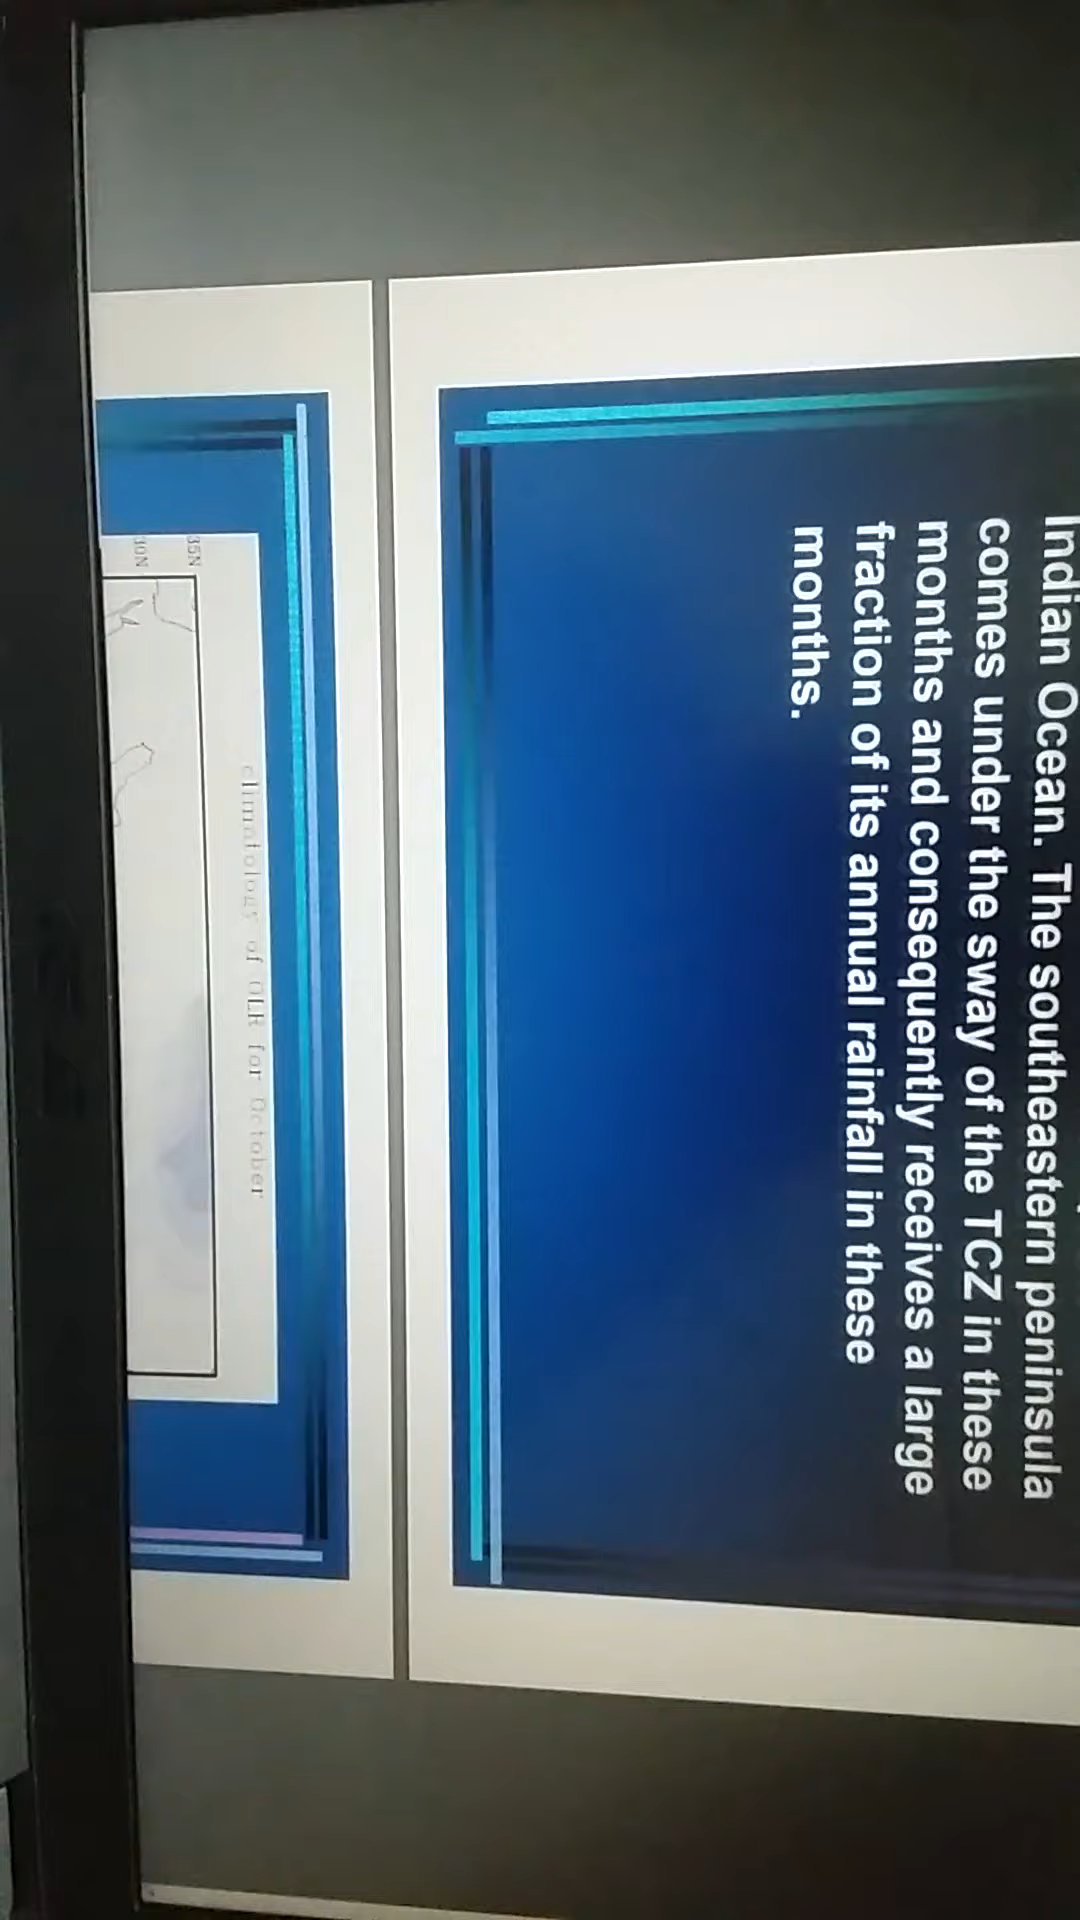 Indian Ocean. The southeastern peninsula
comes under the sway of the TCZ in these
months and consequently receives a large
fraction of its annual rainfall in these
months.
climatology of OLR for October
35N
30N